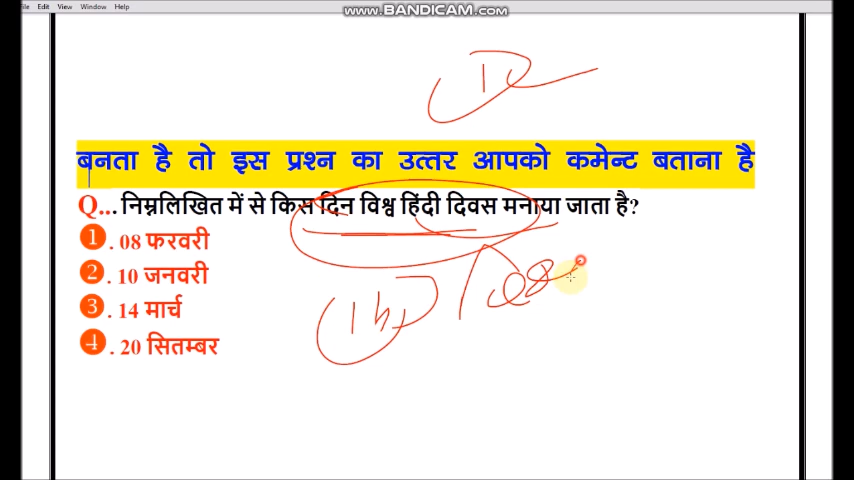 File Edit View Window Help
www.BANDICAM.com
बनता है तो इस प्रश्न का उत्तर आपको कमेन्ट बताना है
Q... निम्नलिखित में से किस दिन विश्व हिंदी दिवस मनाया जाता है?
1. 08 फरवरी
2. 10 जनवरी
3. 14 मार्च
4. 20 सितम्बर